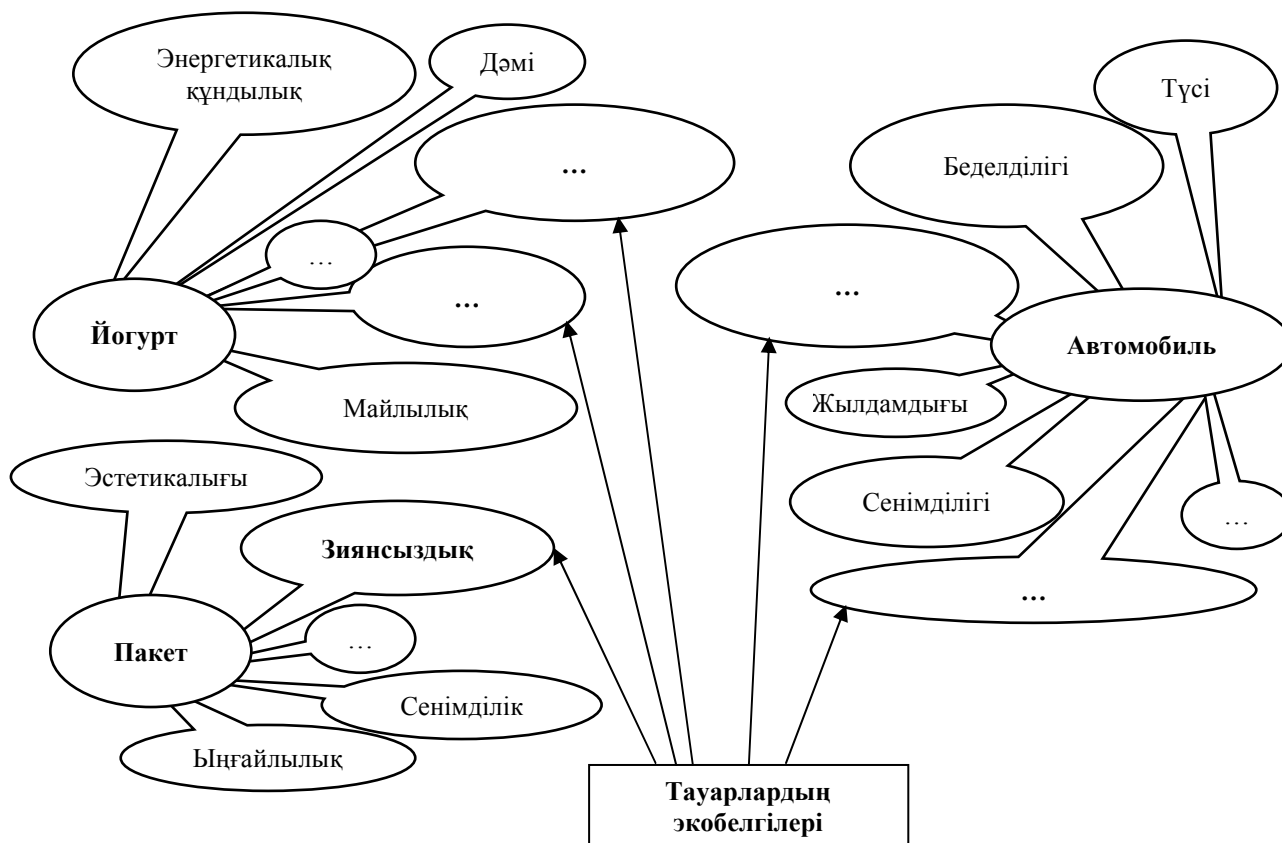 Энергетикалық
құндылық
Дәмі
Түсі
...
Беделділігі
…
...
...
Йогурт
Автомобиль
Майлылық
Жылдамдығы
Эстетикалығы
Сенімділігі
…
Зиянсыздық
...
Пакет
…
Сенімділік
Ыңғайлылық
Тауарлардың
экобелгілері